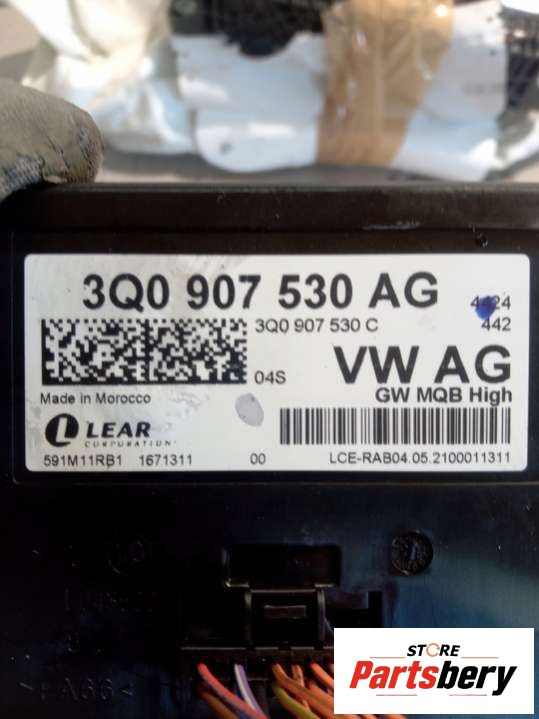 3Q0 907 530 AG
4424
3Q0 907 530 C
442
04S
VW AG
GW MQB High
Made in Morocco
LEAR
CORPORATION
591M11RB1 1671311 00 LCE-RAB04.05.2100011311
>PA66<
STORE
Partsbery